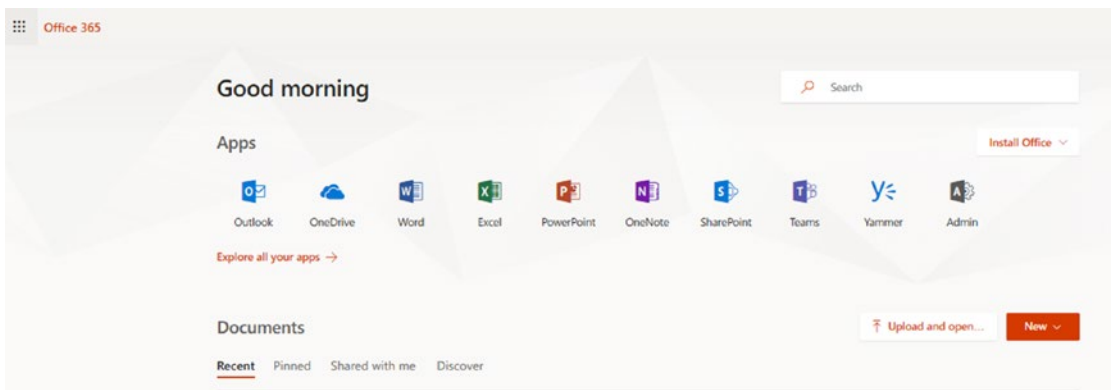 Office 365
Good morning
Search
Apps
Install Office
Outlook OneDrive Word Excel PowerPoint OneNote SharePoint Teams Yammer Admin
Explore all your apps →
Documents
Upload and open... New
Recent Pinned Shared with me Discover